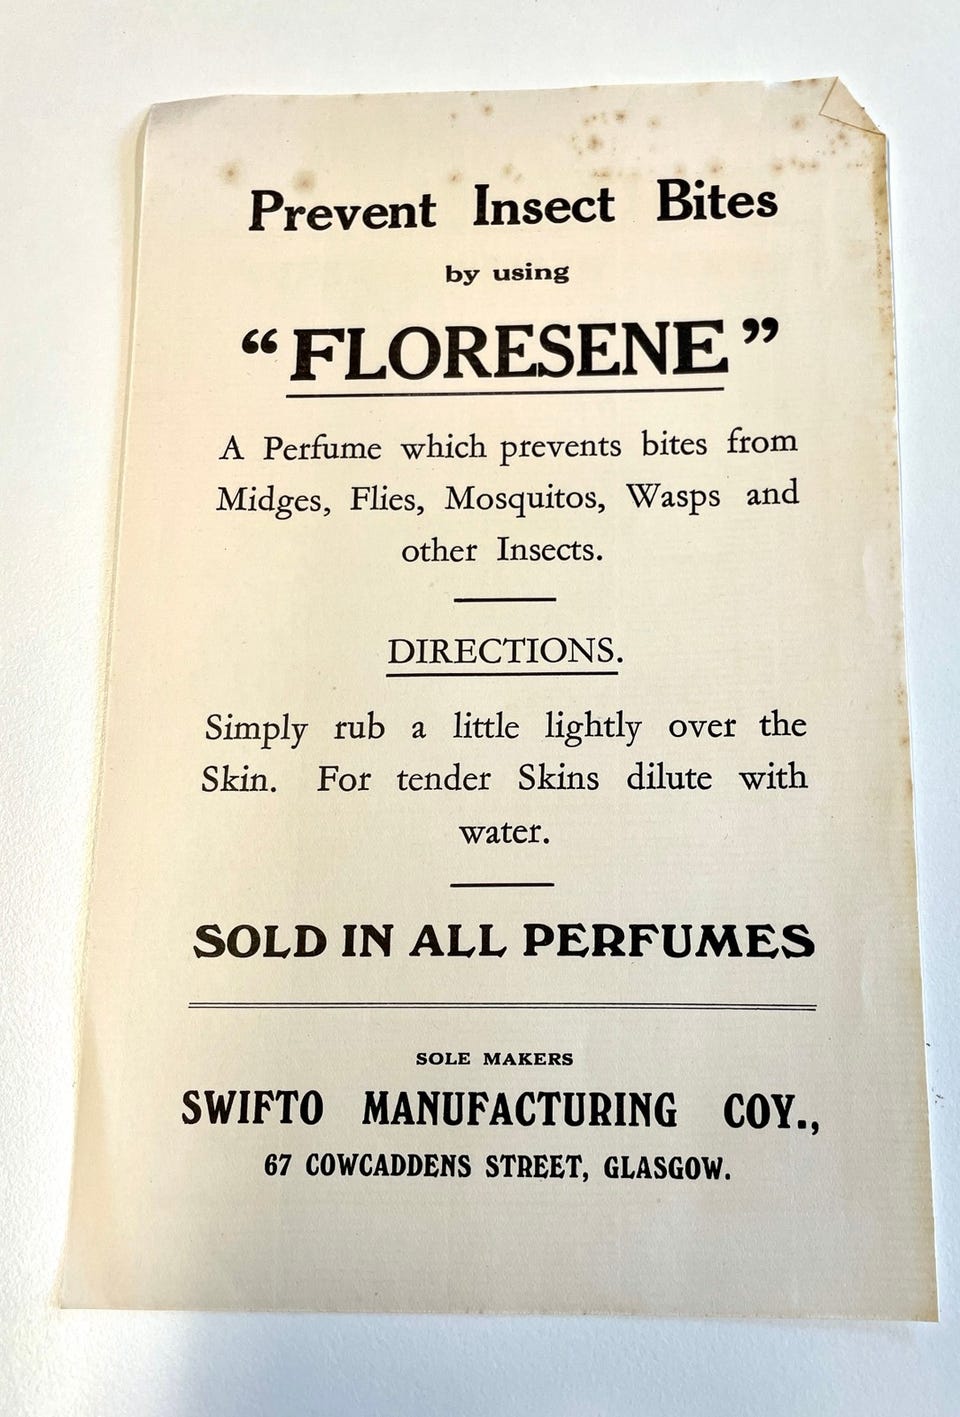 Prevent Insect Bites
by using
“FLORESENE”
A Perfume which prevents bites from
Midges, Flies, Mosquitos, Wasps and
other Insects.
DIRECTIONS.
Simply rub a little lightly over the
Skin. For tender Skins dilute with
water.
SOLD IN ALL PERFUMES
SOLE MAKERS
SWIFTO MANUFACTURING COY.,
67 COWCADDENS STREET, GLASGOW.